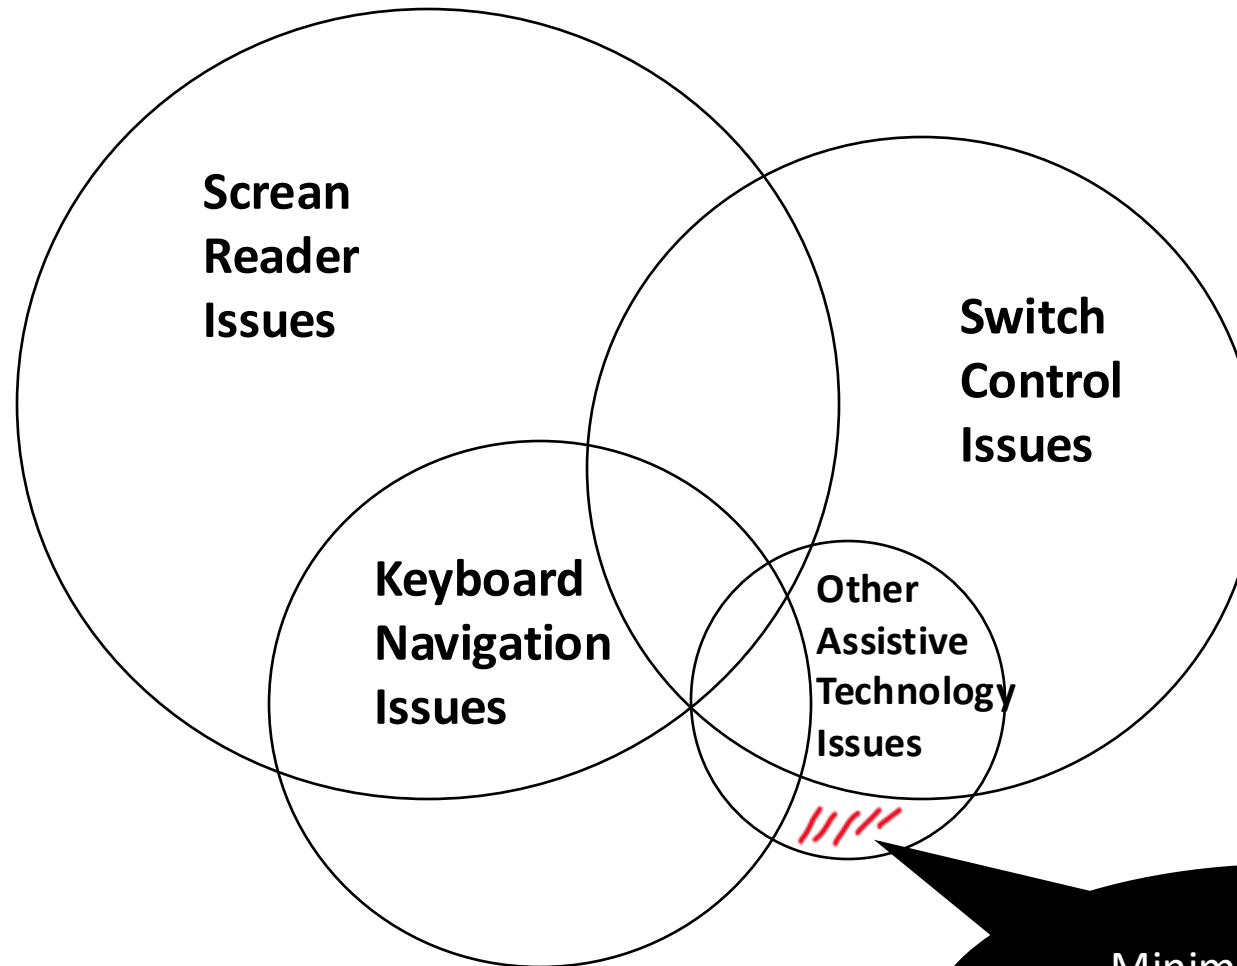 Screan
Reader
Issues
Switch
Control
Issues
Keyboard
Navigation
Issues
Other
Assistive
Technology
Issues